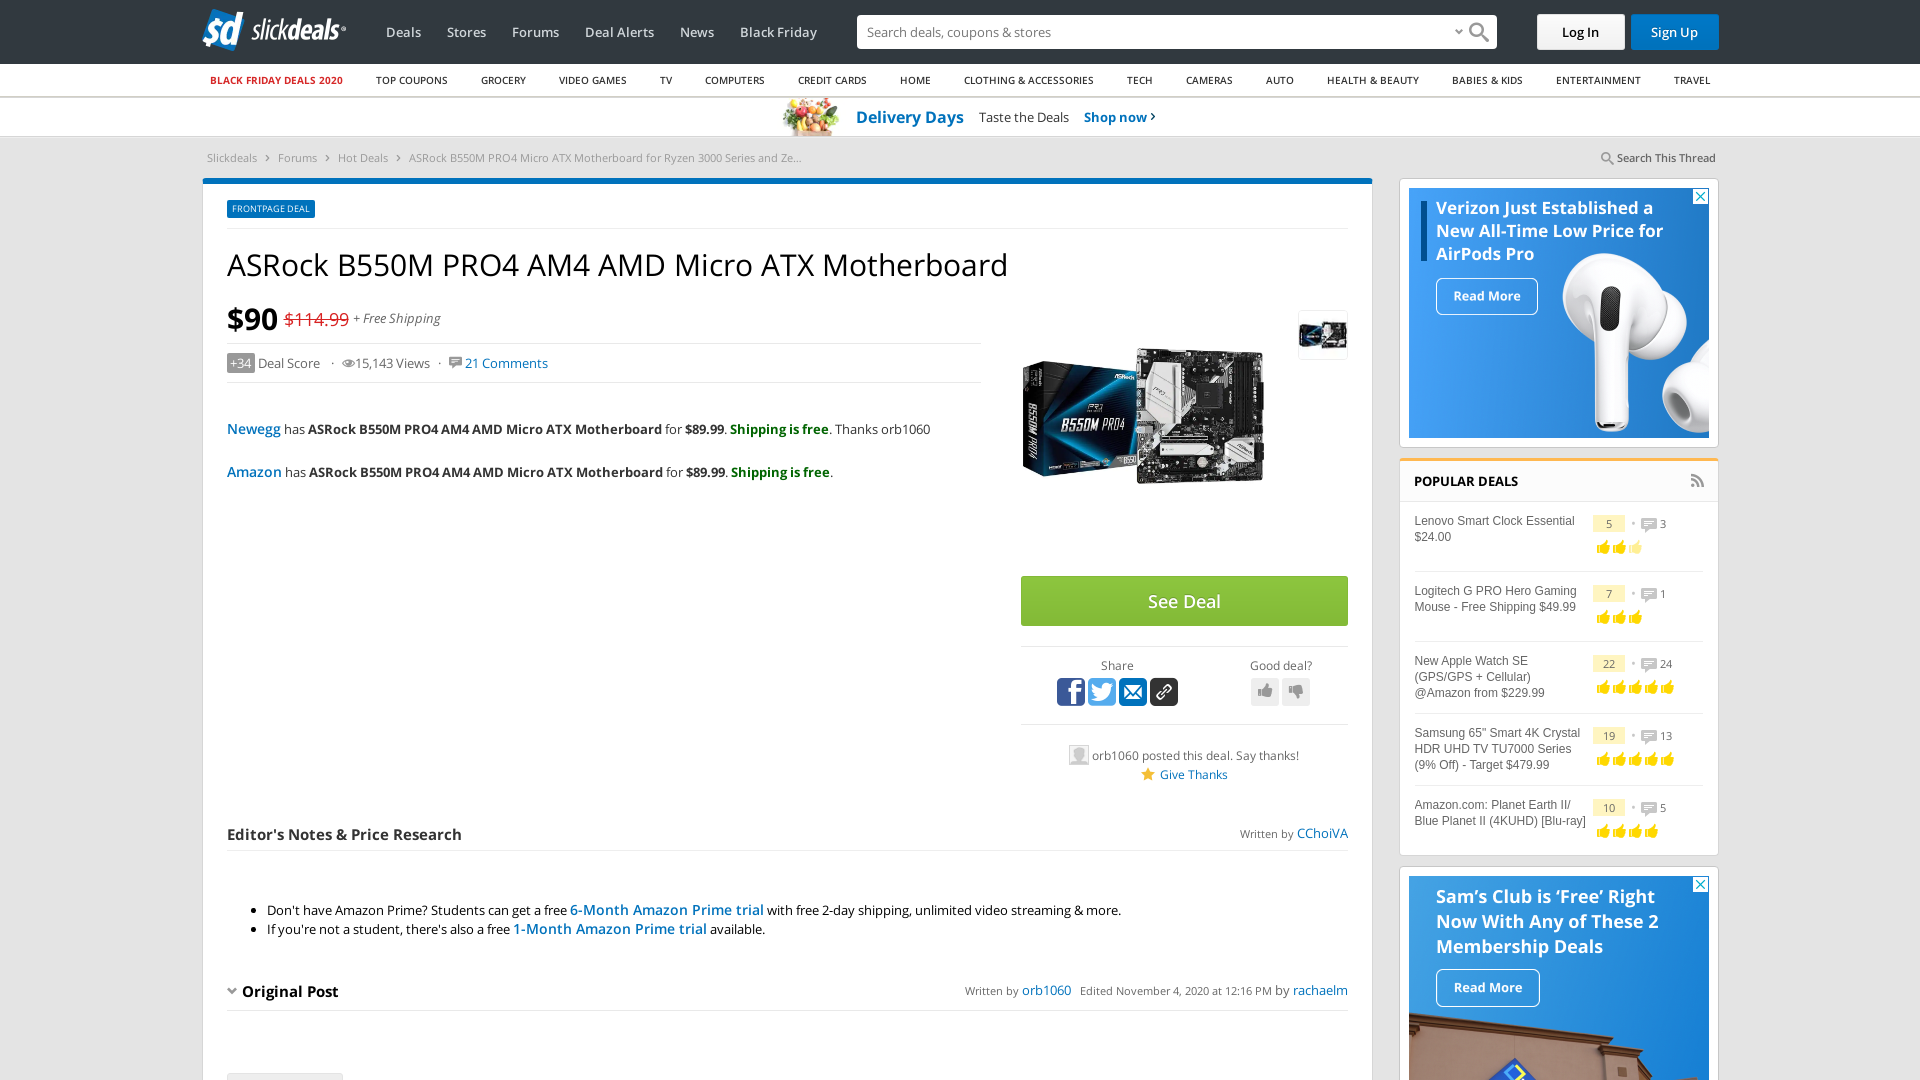 slickdeals
Deals
Stores
Forums
Deal Alerts
News
Black Friday
Search deals, coupons & stores
Log In
Sign Up
BLACK FRIDAY DEALS 2020
TOP COUPONS
GROCERY
VIDEO GAMES
TV
COMPUTERS
CREDIT CARDS
HOME
CLOTHING & ACCESSORIES
TECH
CAMERAS
AUTO
HEALTH & BEAUTY
BABIES & KIDS
ENTERTAINMENT
TRAVEL
Delivery Days Taste the Deals Shop now
Slickdeals › Forums › Hot Deals › ASRock B550M PRO4 Micro ATX Motherboard for Ryzen 3000 Series and Ze...
Search This Thread
FRONTPAGE DEAL
ASRock B550M PRO4 AM4 AMD Micro ATX Motherboard
$90 $114.99 + Free Shipping
+34 Deal Score · 15,143 Views · 21 Comments
Newegg has ASRock B550M PRO4 AM4 AMD Micro ATX Motherboard for $89.99. Shipping is free. Thanks orb1060
Amazon has ASRock B550M PRO4 AM4 AMD Micro ATX Motherboard for $89.99. Shipping is free.
ASRock
B550M PRO4
B550M PRO4
See Deal
Share
Good deal?
orb1060 posted this deal. Say thanks!
Give Thanks
Editor's Notes & Price Research
Written by CChoiVA
Don't have Amazon Prime? Students can get a free 6-Month Amazon Prime trial with free 2-day shipping, unlimited video streaming & more.
If you're not a student, there's also a free 1-Month Amazon Prime trial available.
Original Post
Written by orb1060 Edited November 4, 2020 at 12:16 PM by rachaelm
Verizon Just Established a
New All-Time Low Price for
AirPods Pro
Read More
POPULAR DEALS
Lenovo Smart Clock Essential
$24.00
5 • 3
Logitech G PRO Hero Gaming
Mouse - Free Shipping $49.99
7 • 1
New Apple Watch SE
(GPS/GPS + Cellular)
@Amazon from $229.99
22 • 24
Samsung 65" Smart 4K Crystal
HDR UHD TV TU7000 Series
(9% Off) - Target $479.99
19 • 13
Amazon.com: Planet Earth II/
Blue Planet II (4KUHD) [Blu-ray]
10 • 5
Sam's Club is ‘Free’ Right
Now With Any of These 2
Membership Deals
Read More